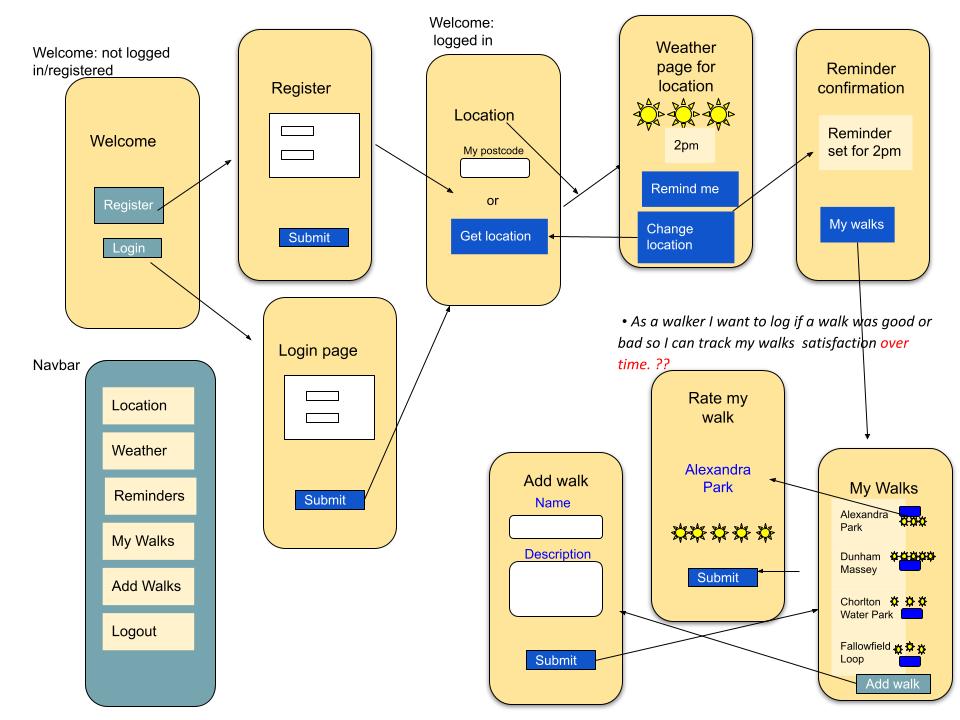 Welcome: not logged
in/registered
Welcome
Register
Login
Register
Submit
Welcome:
logged in
Location
My postcode
or
Get location
Weather
page for
location
2pm
Remind me
Change
location
Reminder
confirmation
Reminder
set for 2pm
My walks
Login page
Submit
Navbar
Location
Weather
Reminders
My Walks
Add Walks
Logout
• As a walker I want to log if a walk was good or
bad so I can track my walks satisfaction over
time. ??
Rate my
walk
Alexandra
Park
Submit
Add walk
Name
Description
Submit
My Walks
Alexandra
Park
Dunham
Massey
Chorlton
Water Park
Fallowfield
Loop
Add walk